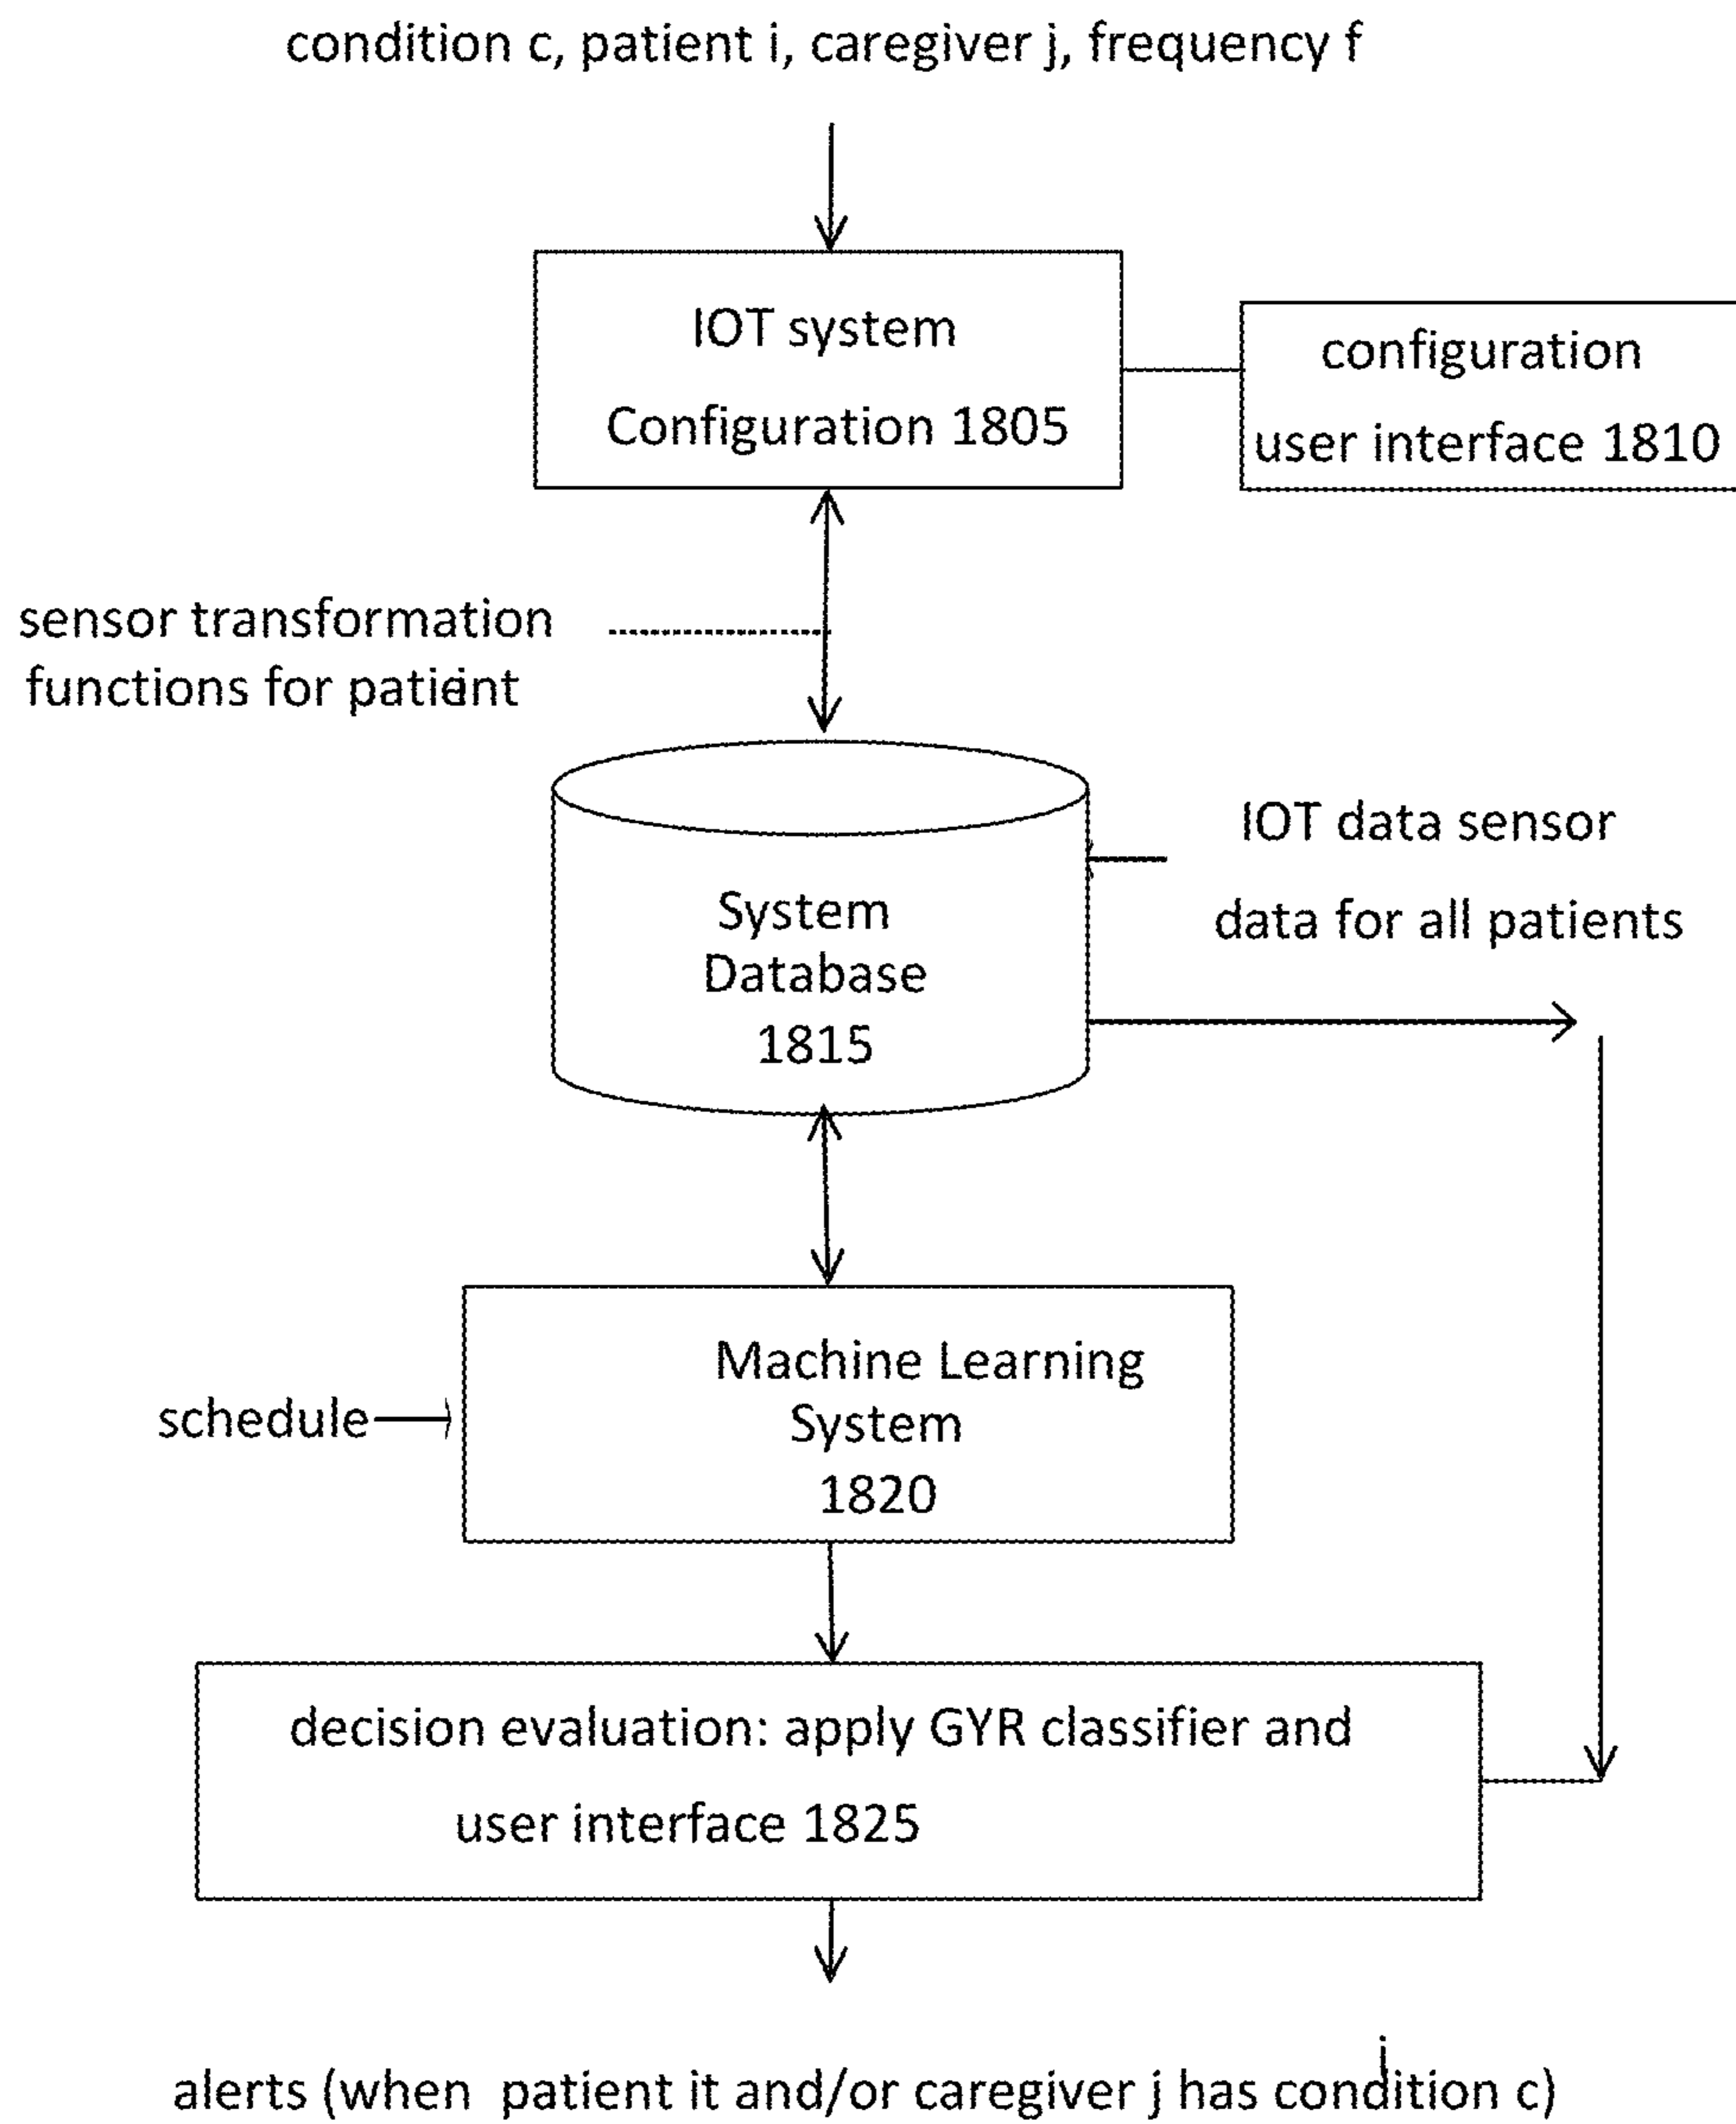 condition c, patient i, caregiver j, frequency f
IOT system
Configuration 1805
configuration
user interface 1810
sensor transformation
functions for patient
i
System
Database
1815
IOT data sensor
data for all patients
Machine Learning
System
1820
schedule
decision evaluation: apply GYR classifier and
user interface 1825
i
alerts (when patient it and/or caregiver j has condition c)